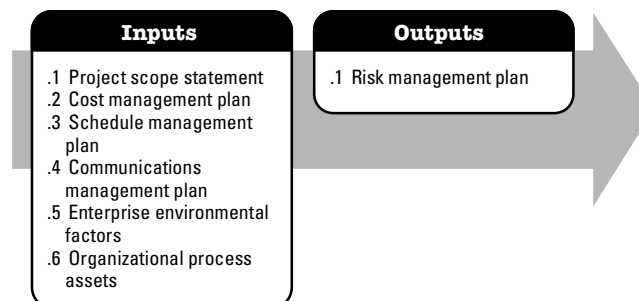 Inputs
.1 Project scope statement
.2 Cost management plan
.3 Schedule management
plan
.4 Communications
management plan
.5 Enterprise environmental
factors
.6 Organizational process
assets
Outputs
.1 Risk management plan